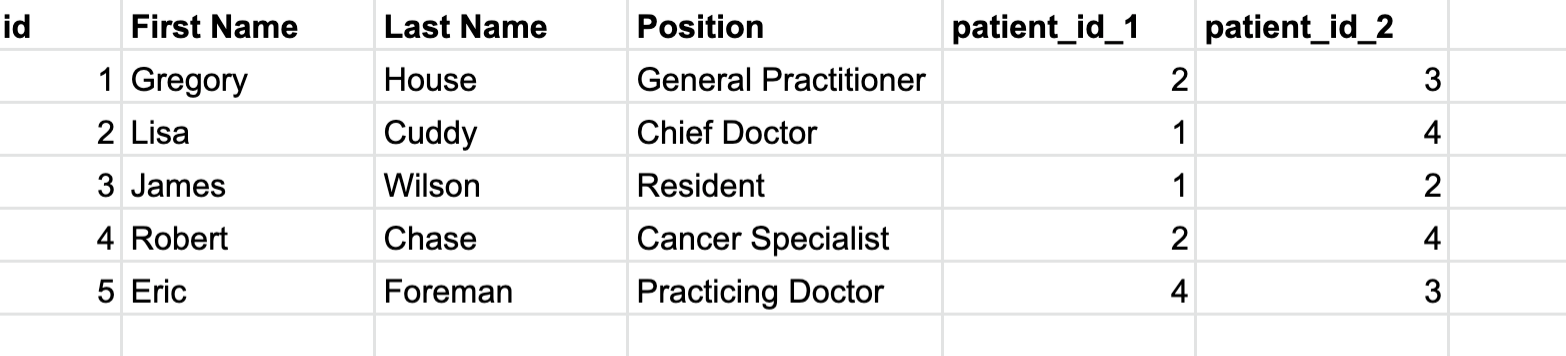 id First Name Last Name Position patient_id_1 patient_id_2
1 Gregory House General Practitioner 2 3
2 Lisa Cuddy Chief Doctor 1 4
3 James Wilson Resident 1 2
4 Robert Chase Cancer Specialist 2 4
5 Eric Foreman Practicing Doctor 4 3